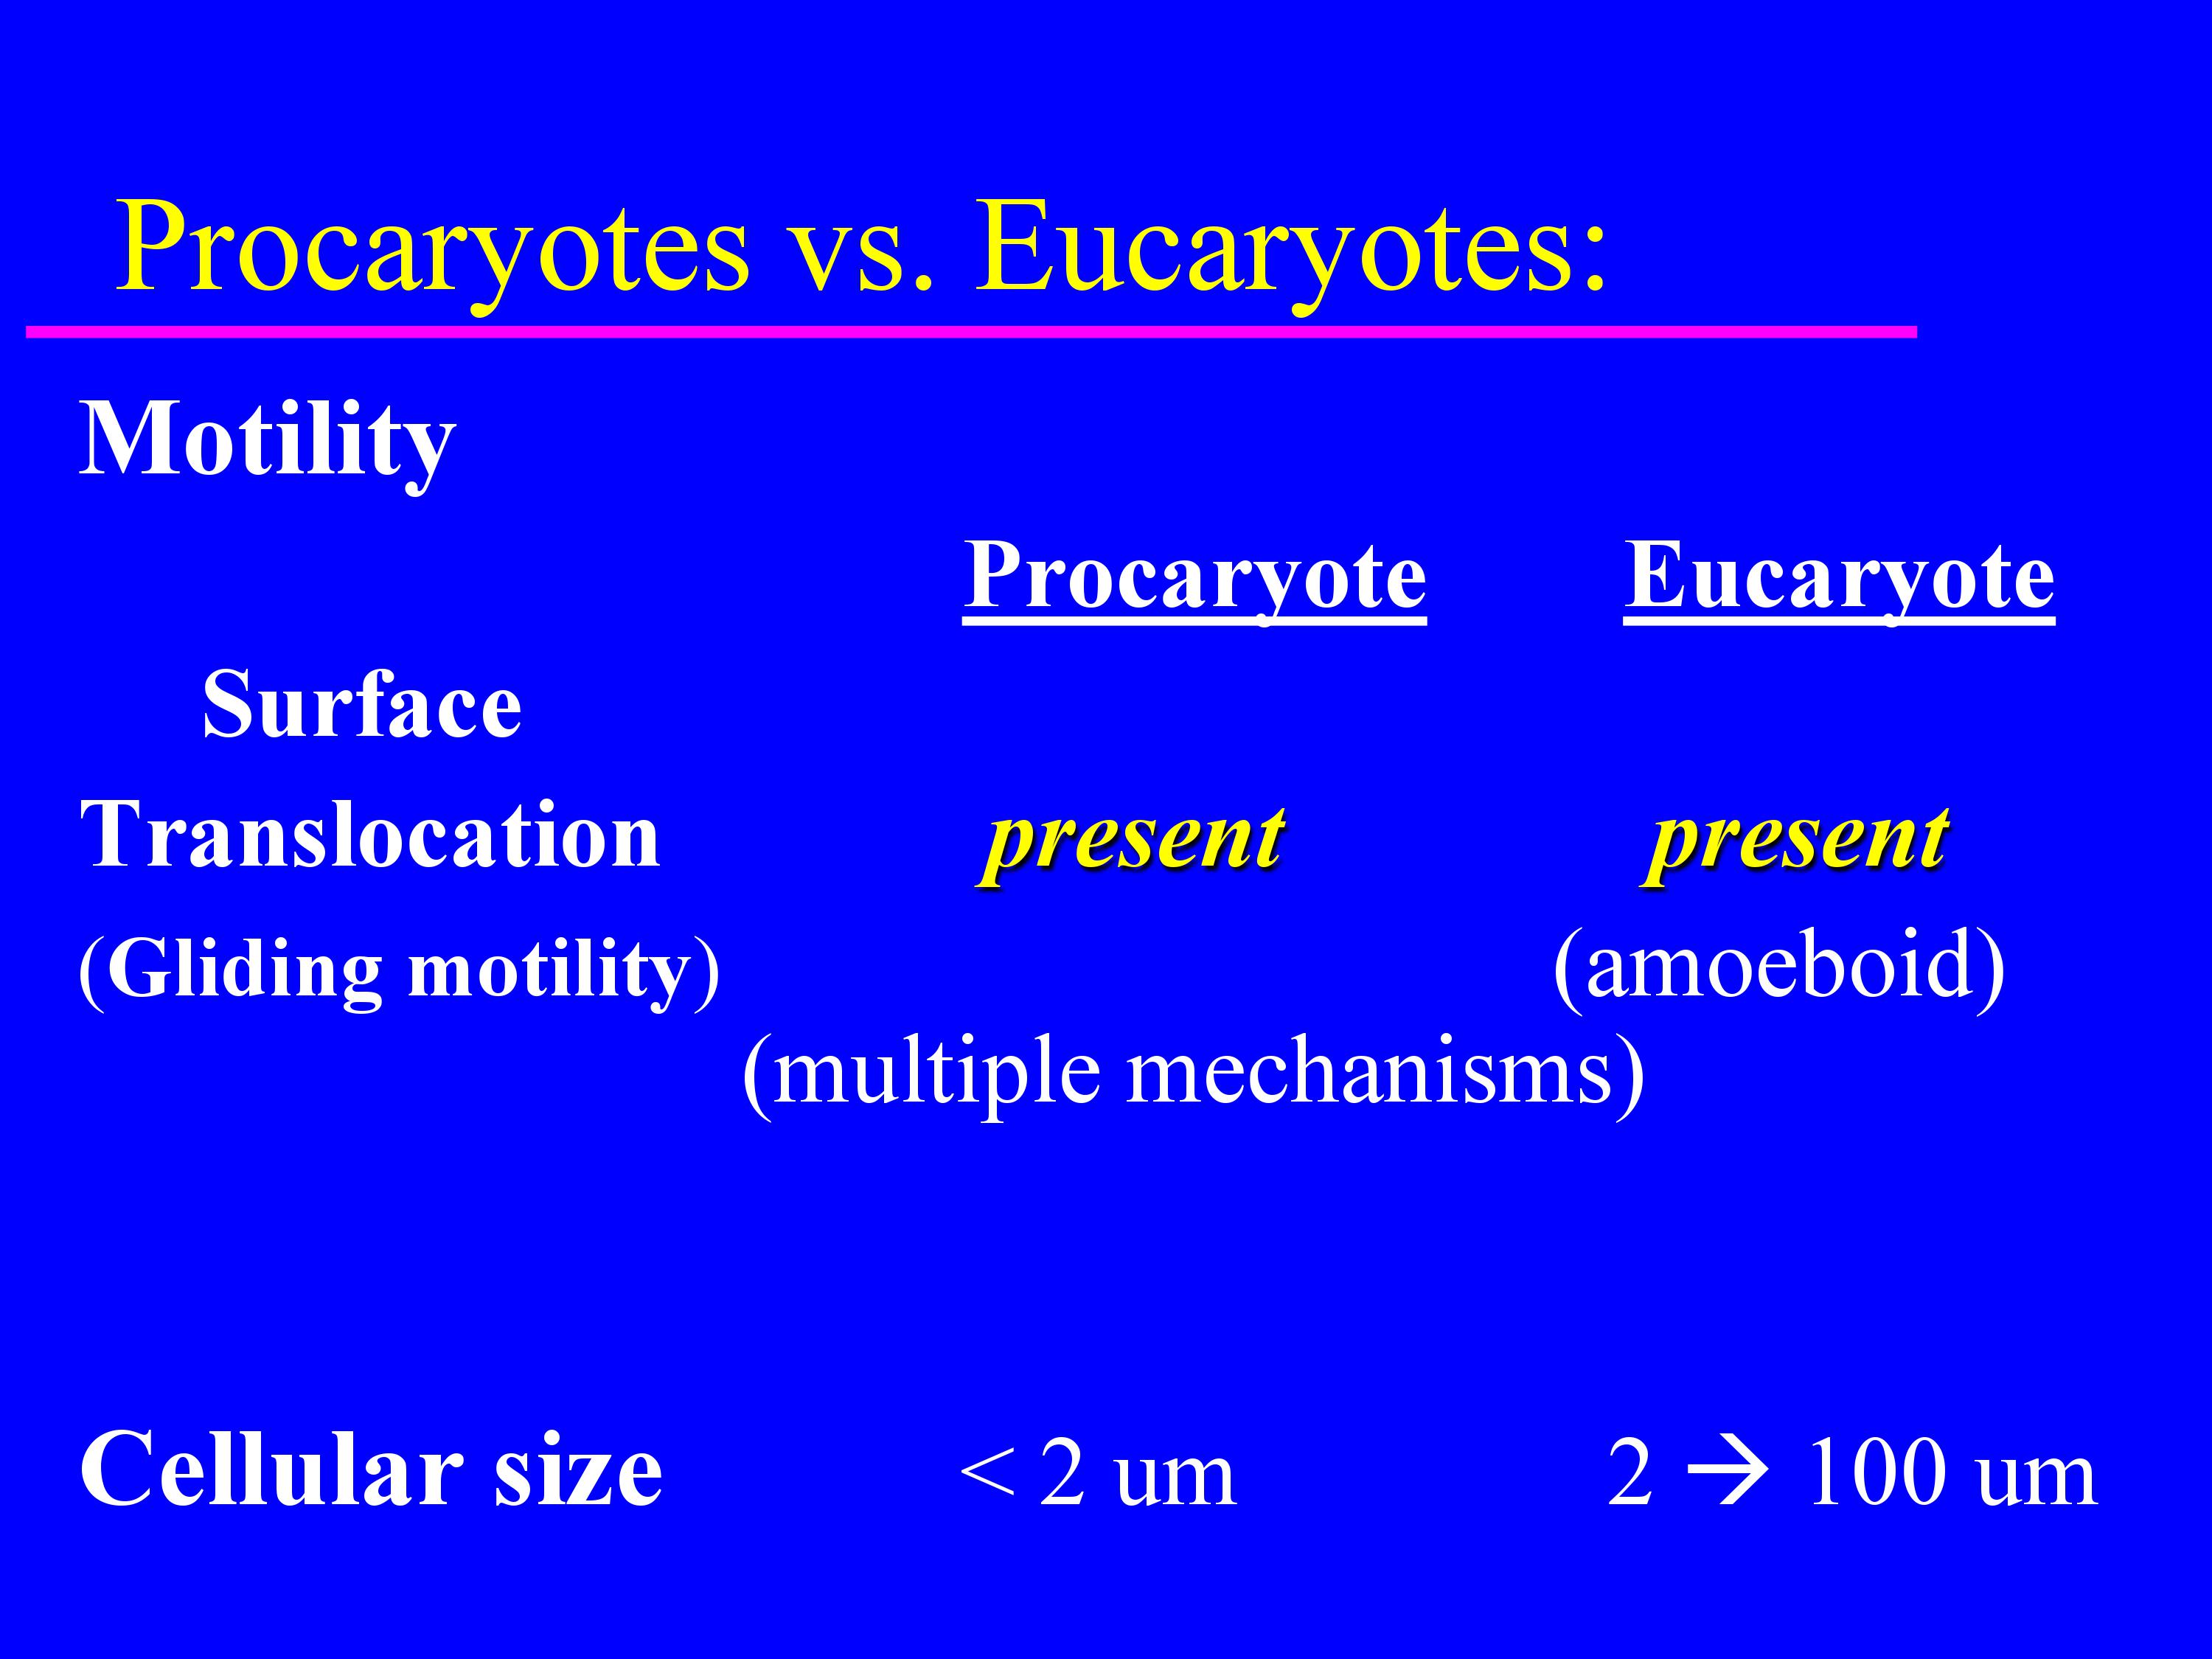 Procaryotes vs. Eucaryotes:
Motility
Procaryote Eucaryote
Surface
Translocation present present
(Gliding motility) (amoeboid)
(multiple mechanisms)
Cellular size < 2 um 2 → 100 um